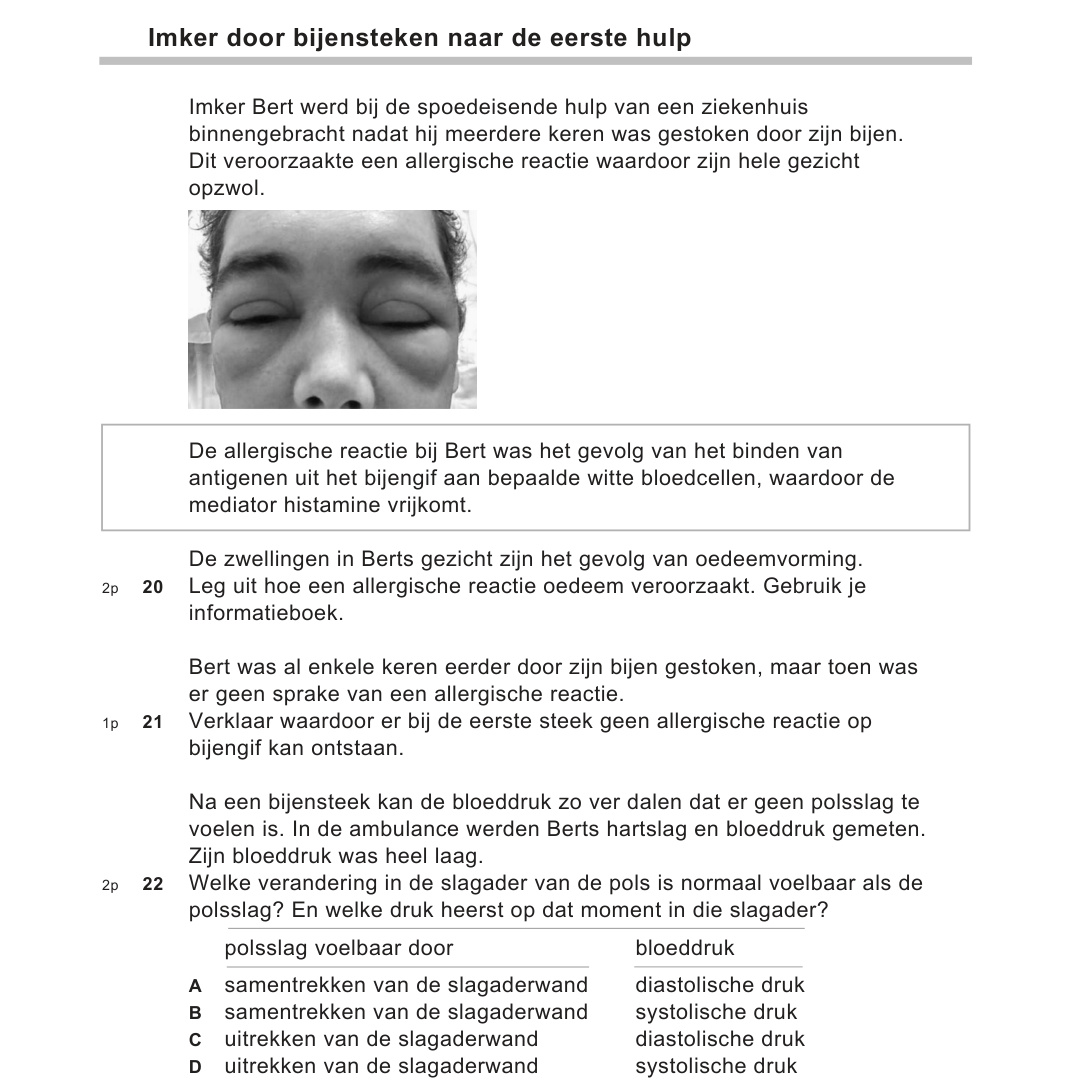 Imker door bijensteken naar de eerste hulp
Imker Bert werd bij de spoedeisende hulp van een ziekenhuis
binnengebracht nadat hij meerdere keren was gestoken door zijn bijen.
Dit veroorzaakte een allergische reactie waardoor zijn hele gezicht
opzwol.
De allergische reactie bij Bert was het gevolg van het binden van
antigenen uit het bijengif aan bepaalde witte bloedcellen, waardoor de
mediator histamine vrijkomt.
De zwellingen in Berts gezicht zijn het gevolg van oedeemvorming.
2p 20 Leg uit hoe een allergische reactie oedeem veroorzaakt. Gebruik je
informatieboek.
Bert was al enkele keren eerder door zijn bijen gestoken, maar toen was
er geen sprake van een allergische reactie.
1p 21 Verklaar waardoor er bij de eerste steek geen allergische reactie op
bijengif kan ontstaan.
Na een bijensteek kan de bloeddruk zo ver dalen dat er geen polsslag te
voelen is. In de ambulance werden Berts hartslag en bloeddruk gemeten.
Zijn bloeddruk was heel laag.
2p 22 Welke verandering in de slagader van de pols is normaal voelbaar als de
polsslag? En welke druk heerst op dat moment in die slagader?
polsslag voelbaar door bloeddruk
A samentrekken van de slagaderwand diastolische druk
B samentrekken van de slagaderwand systolische druk
C uitrekken van de slagaderwand diastolische druk
D uitrekken van de slagaderwand systolische druk